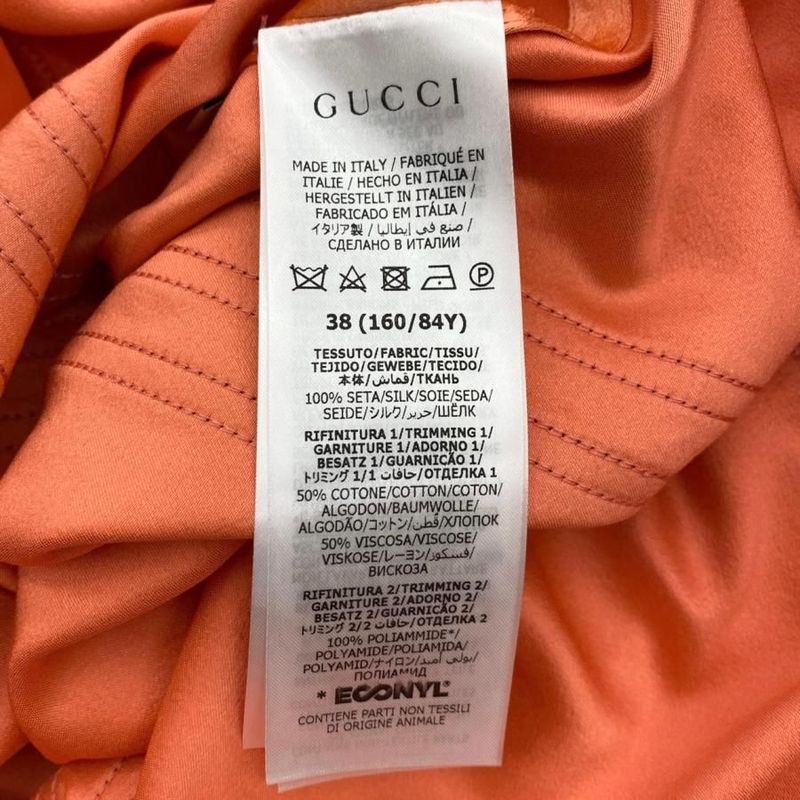 GUCCI
MADE IN ITALY / FABRIQUÉ EN
ITALIE / HECHO EN ITALIA /
HERGESTELLT IN ITALIEN /
FABRICADO EM ITÁLIA /
イタリア製 / صنع في إيطاليا /
СДЕЛАНО В ИТАЛИИ
P
38 (160/84Y)
TESSUTO/FABRIC/TISSU/
TEJIDO/GEWEBE/TECIDO/
本体/قماش/ТКАНЬ
100% SETA/SILK/SOIE/SEDA/
SEIDE/シルク/حرير/ШЁЛК
RIFINITURA 1/TRIMMING 1/
GARNITURE 1/ADORNO 1/
BESATZ 1/GUARNICÃO 1/
トリミング 1/1 حافات/ОТДЕЛКА 1
50% COTONE/COTTON/COTON/
ALGODON/BAUMWOLLE/
ALGODÃO/コットン/قطن/ХЛОПОК
50% VISCOSA/VISCOSE/
VISKOSE/レーヨン/فسكوز/
ВИСКОЗА
RIFINITURA 2/TRIMMING 2/
GARNITURE 2/ADORNO 2/
BESATZ 2/GUARNICÃO 2/
トリミング 2/2 حافات/ОТДЕЛКА 2
100% POLIAMMIDE*/
POLYAMIDE/POLIAMIDA/
POLYAMID/ナイロン/بولي أميد/
ПОЛИАМИД
* ECONYL®
CONTIENE PARTI NON TESSILI
DI ORIGINE ANIMALE